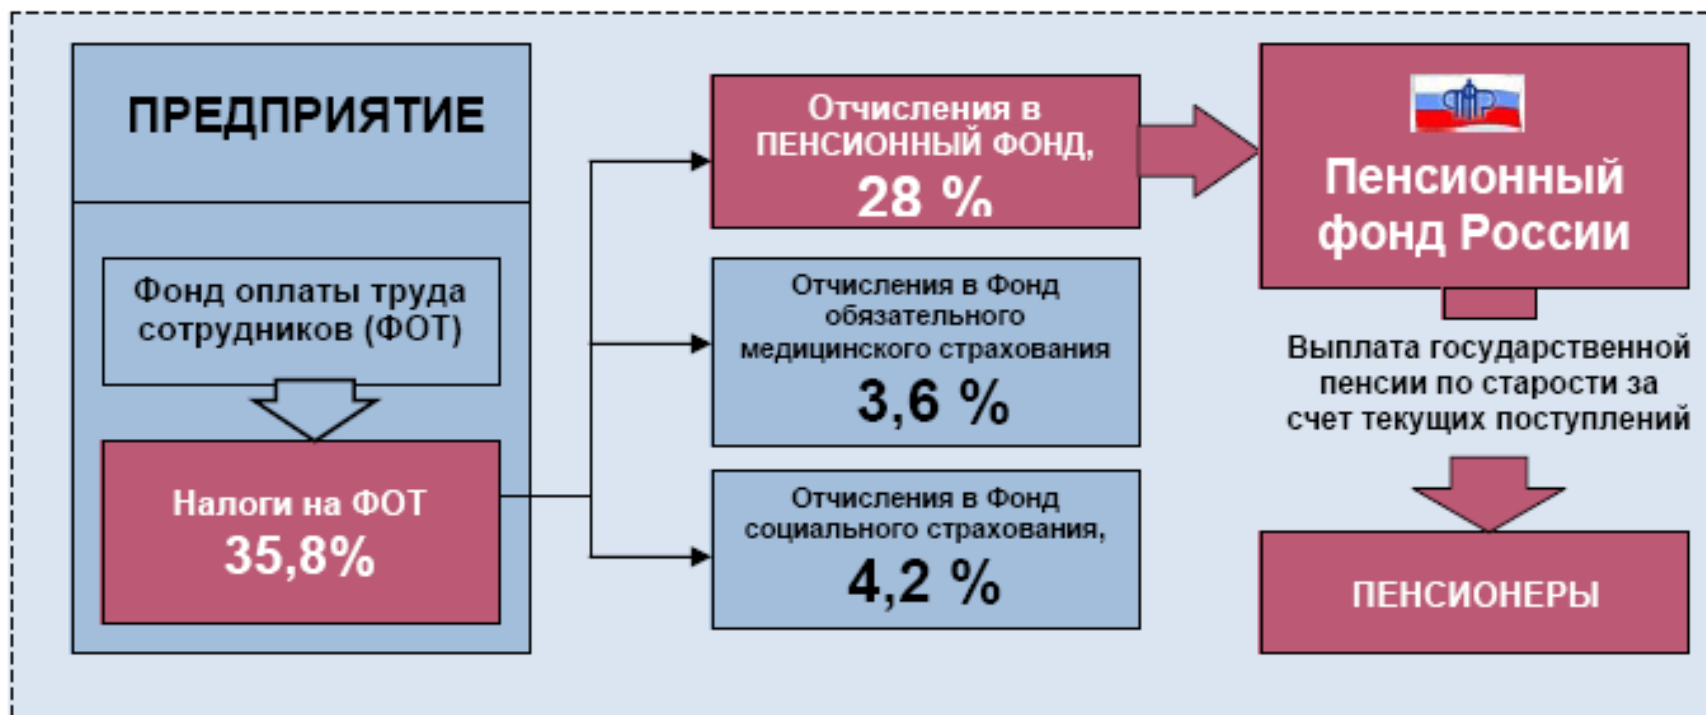 ПРЕДПРИЯТИЕ
Фонд оплаты труда
сотрудников (ФОТ)
Налоги на ФОТ
35,8%
Отчисления в
ПЕНСИОННЫЙ ФОНД,
28 %
Отчисления в Фонд
обязательного
медицинского страхования
3,6 %
Отчисления в Фонд
социального страхования,
4,2 %
Пенсионный
фонд России
Выплата государственной
пенсии по старости за
счет текущих поступлений
ПЕНСИОНЕРЫ